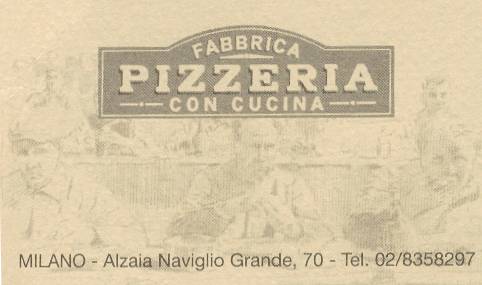 FABBRICA
PIZZERIA
CON CUCINA
MILANO - Alzaia Naviglio Grande, 70 - Tel. 02/8358297